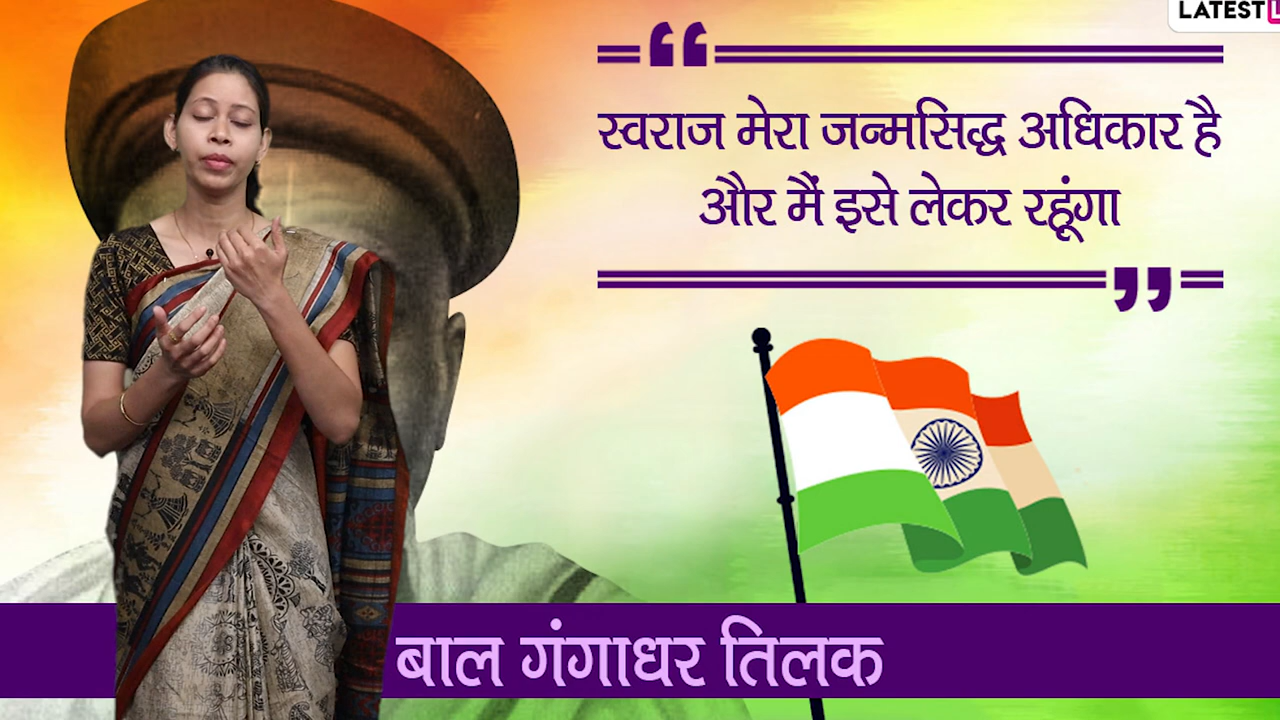 LATEST
स्वराज मेरा जन्मसिद्ध अधिकार है
और मैं इसे लेकर रहूंगा
बाल गंगाधर तिलक